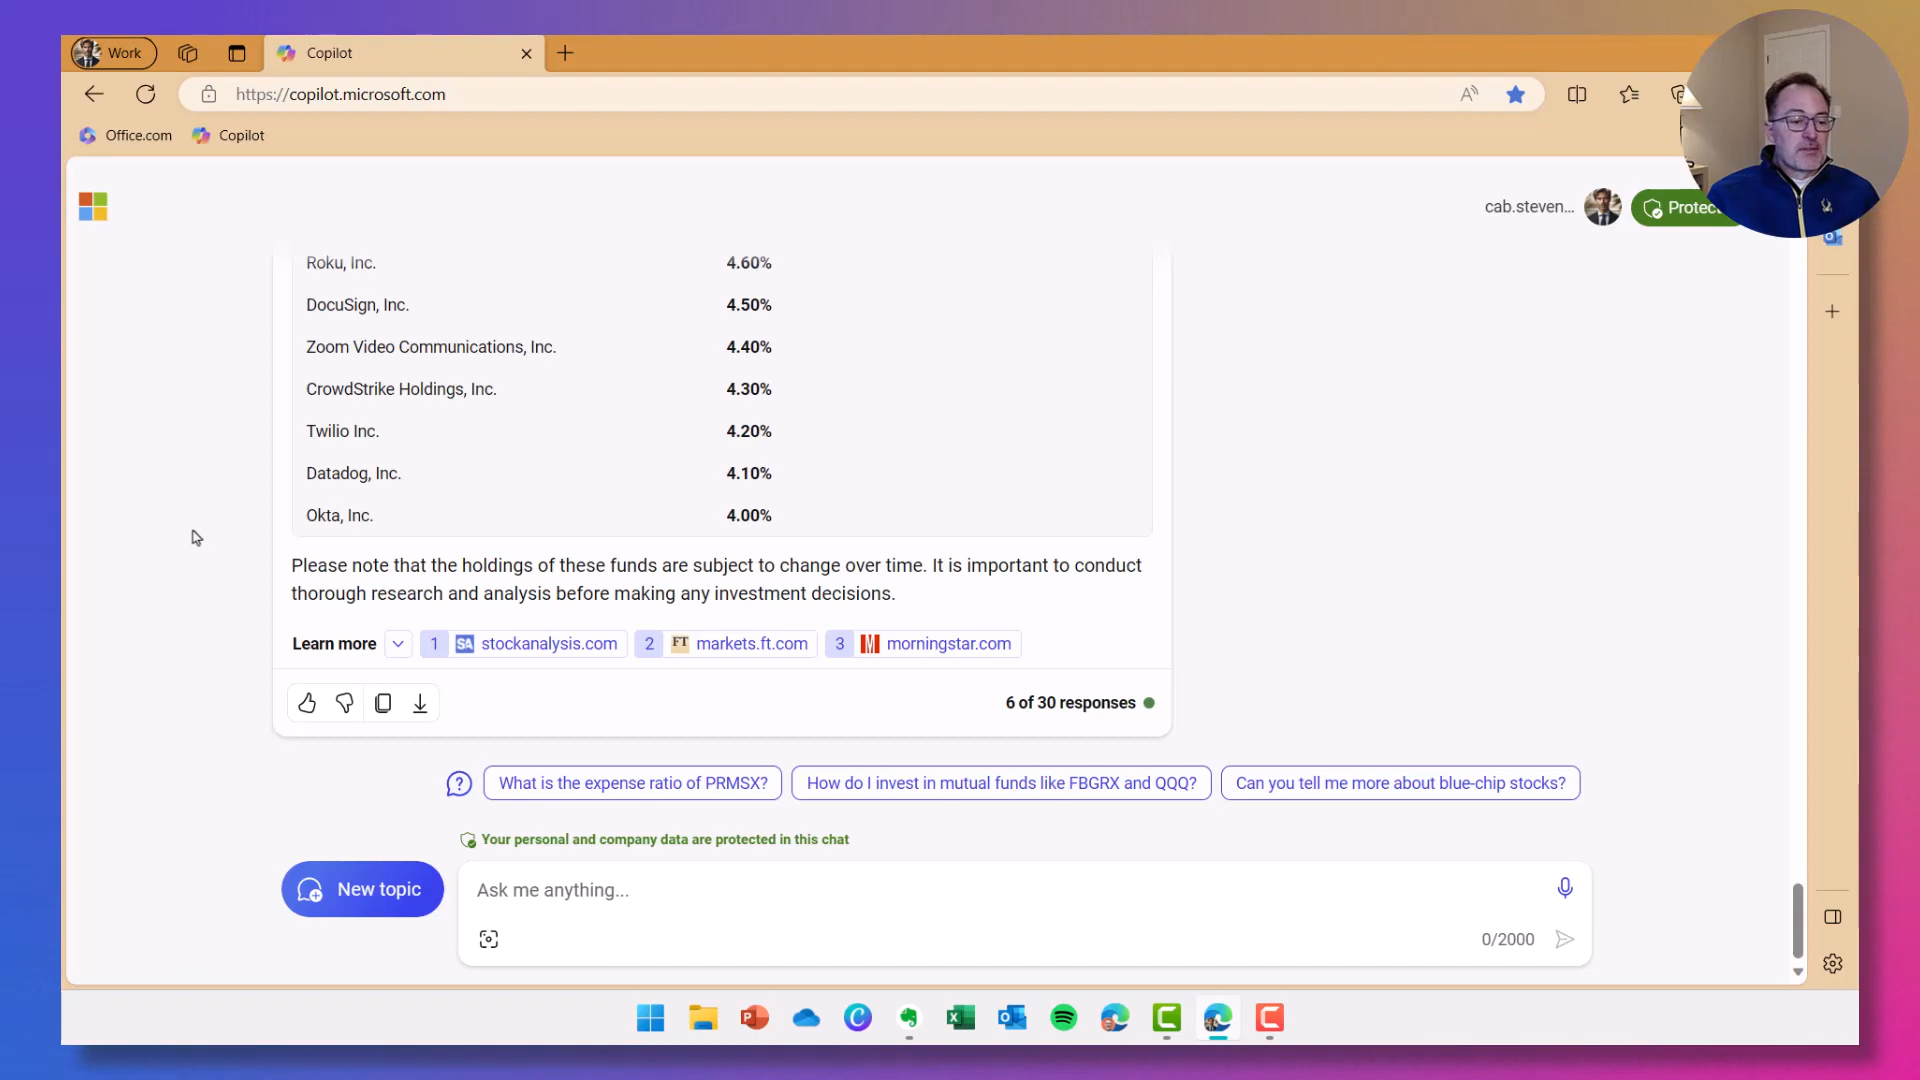 Work
Copilot
https://copilot.microsoft.com
Office.com
Copilot
cab.steven...
Roku, Inc. 4.60%
DocuSign, Inc. 4.50%
Zoom Video Communications, Inc. 4.40%
CrowdStrike Holdings, Inc. 4.30%
Twilio Inc. 4.20%
Datadog, Inc. 4.10%
Okta, Inc. 4.00%
Please note that the holdings of these funds are subject to change over time. It is important to conduct
thorough research and analysis before making any investment decisions.
Learn more 1 SA stockanalysis.com 2 FT markets.ft.com 3 morningstar.com
6 of 30 responses
What is the expense ratio of PRMSX? How do I invest in mutual funds like FBGRX and QQQ? Can you tell me more about blue-chip stocks?
Your personal and company data are protected in this chat
New topic
Ask me anything...
0/2000